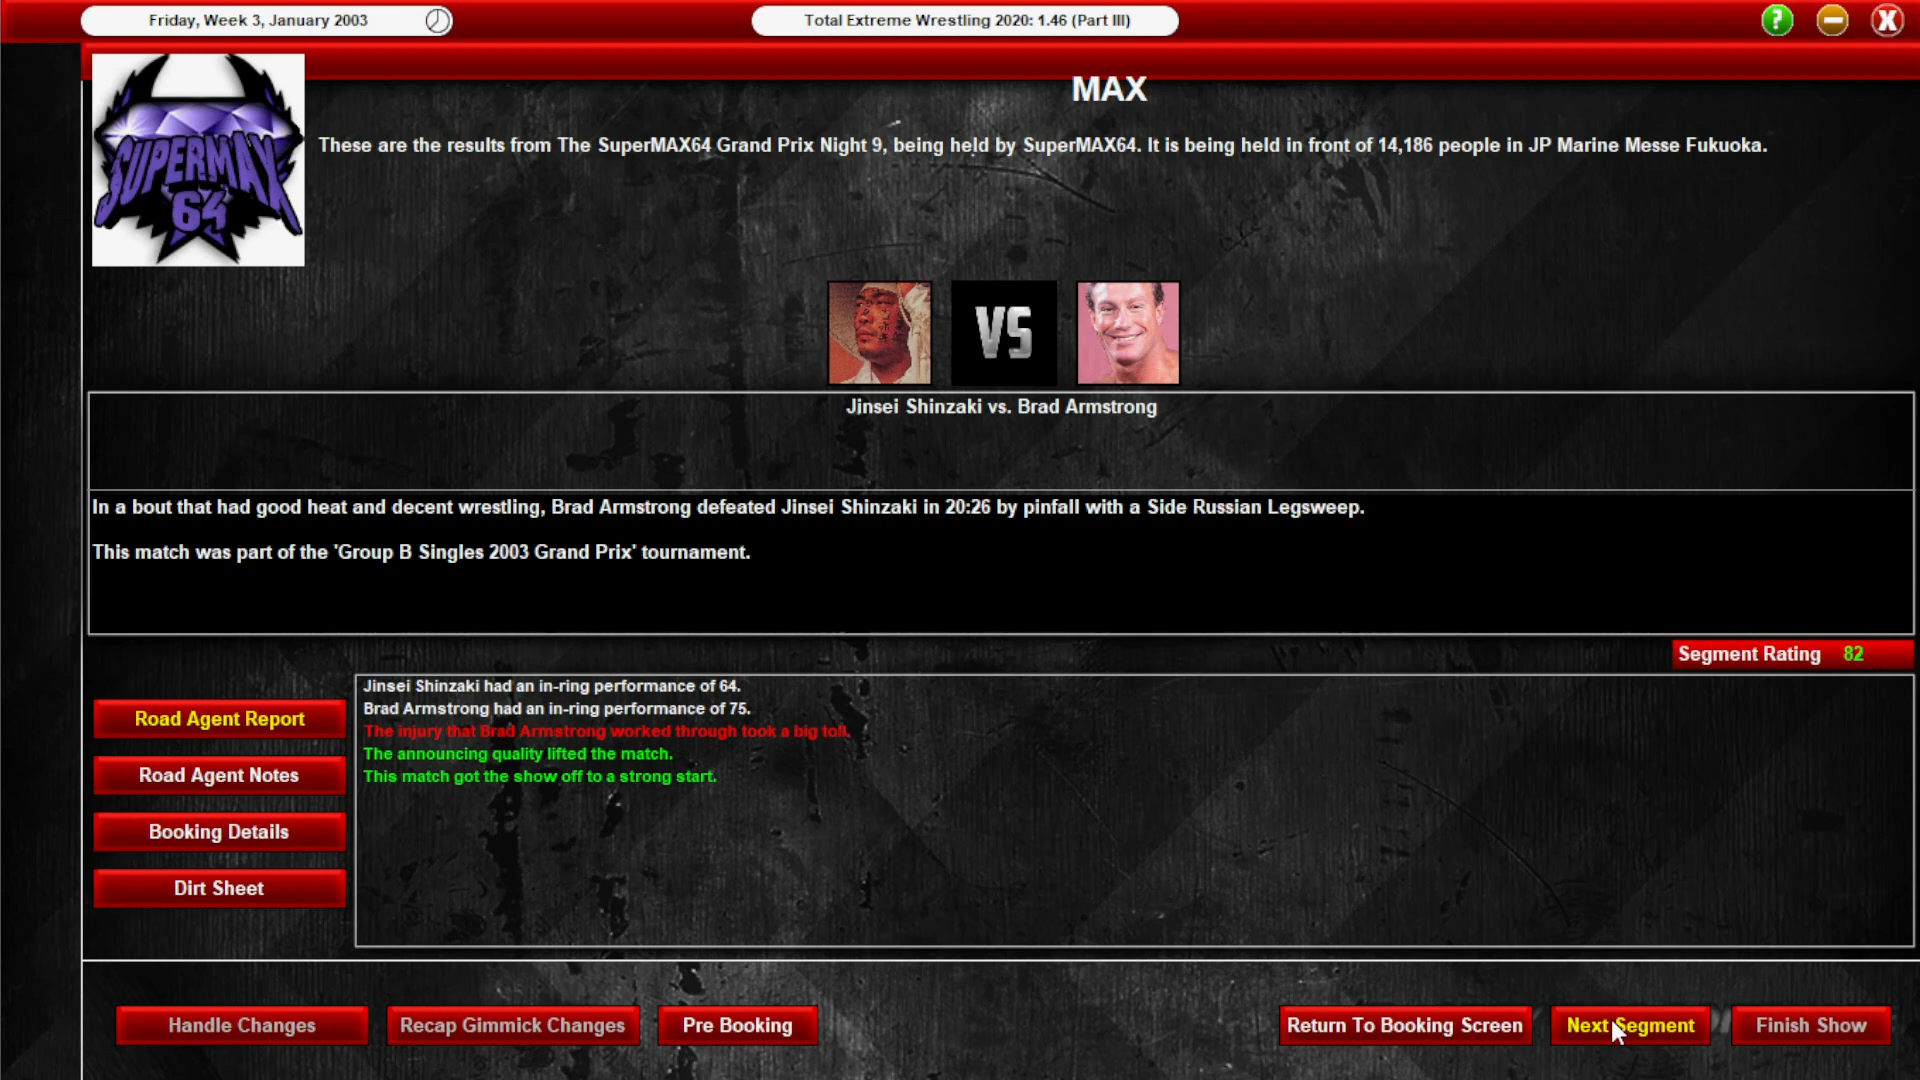 Friday, Week 3, January 2003
Total Extreme Wrestling 2020: 1.46 (Part III)
?
X
MAX
SUPERMAX
64
These are the results from The SuperMAX64 Grand Prix Night 9, being held by SuperMAX64. It is being held in front of 14,186 people in JP Marine Messe Fukuoka.
VS
Jinsei Shinzaki vs. Brad Armstrong
In a bout that had good heat and decent wrestling, Brad Armstrong defeated Jinsei Shinzaki in 20:26 by pinfall with a Side Russian Legsweep.
This match was part of the 'Group B Singles 2003 Grand Prix' tournament.
Segment Rating 82
Jinsei Shinzaki had an in-ring performance of 64.
Brad Armstrong had an in-ring performance of 75.
The injury that Brad Armstrong worked through took a big toll.
The announcing quality lifted the match.
This match got the show off to a strong start.
Road Agent Report
Road Agent Notes
Booking Details
Dirt Sheet
Handle Changes
Recap Gimmick Changes
Pre Booking
Return To Booking Screen
Next Segment
Finish Show